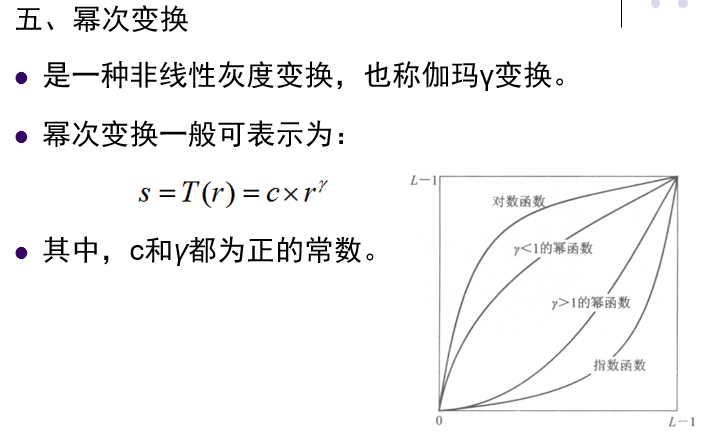 五、幂次变换
是一种非线性灰度变换，也称伽玛γ变换。
幂次变换一般可表示为：
s = T(r) = c × r^γ
其中，c和γ都为正的常数。
L−1
对数函数
γ<1的幂函数
γ>1的幂函数
指数函数
0
L−1